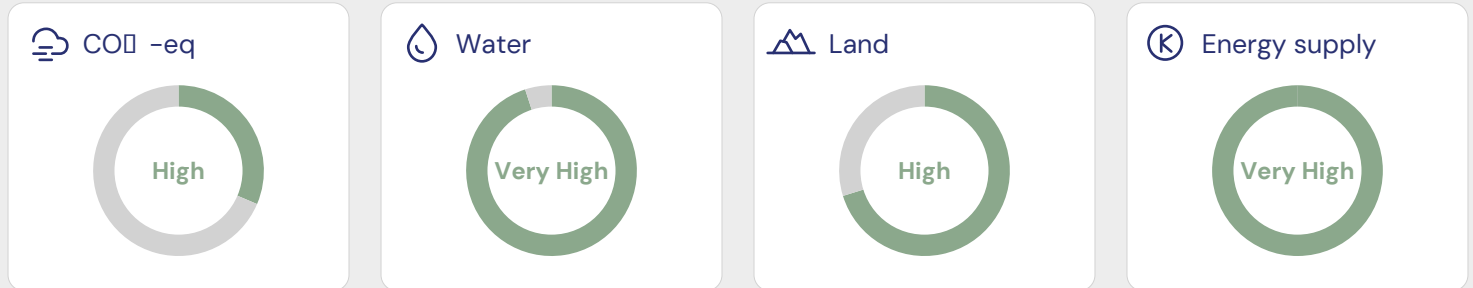 CO▯ -eq
High
Water
Very High
Land
High
Energy supply
Very High